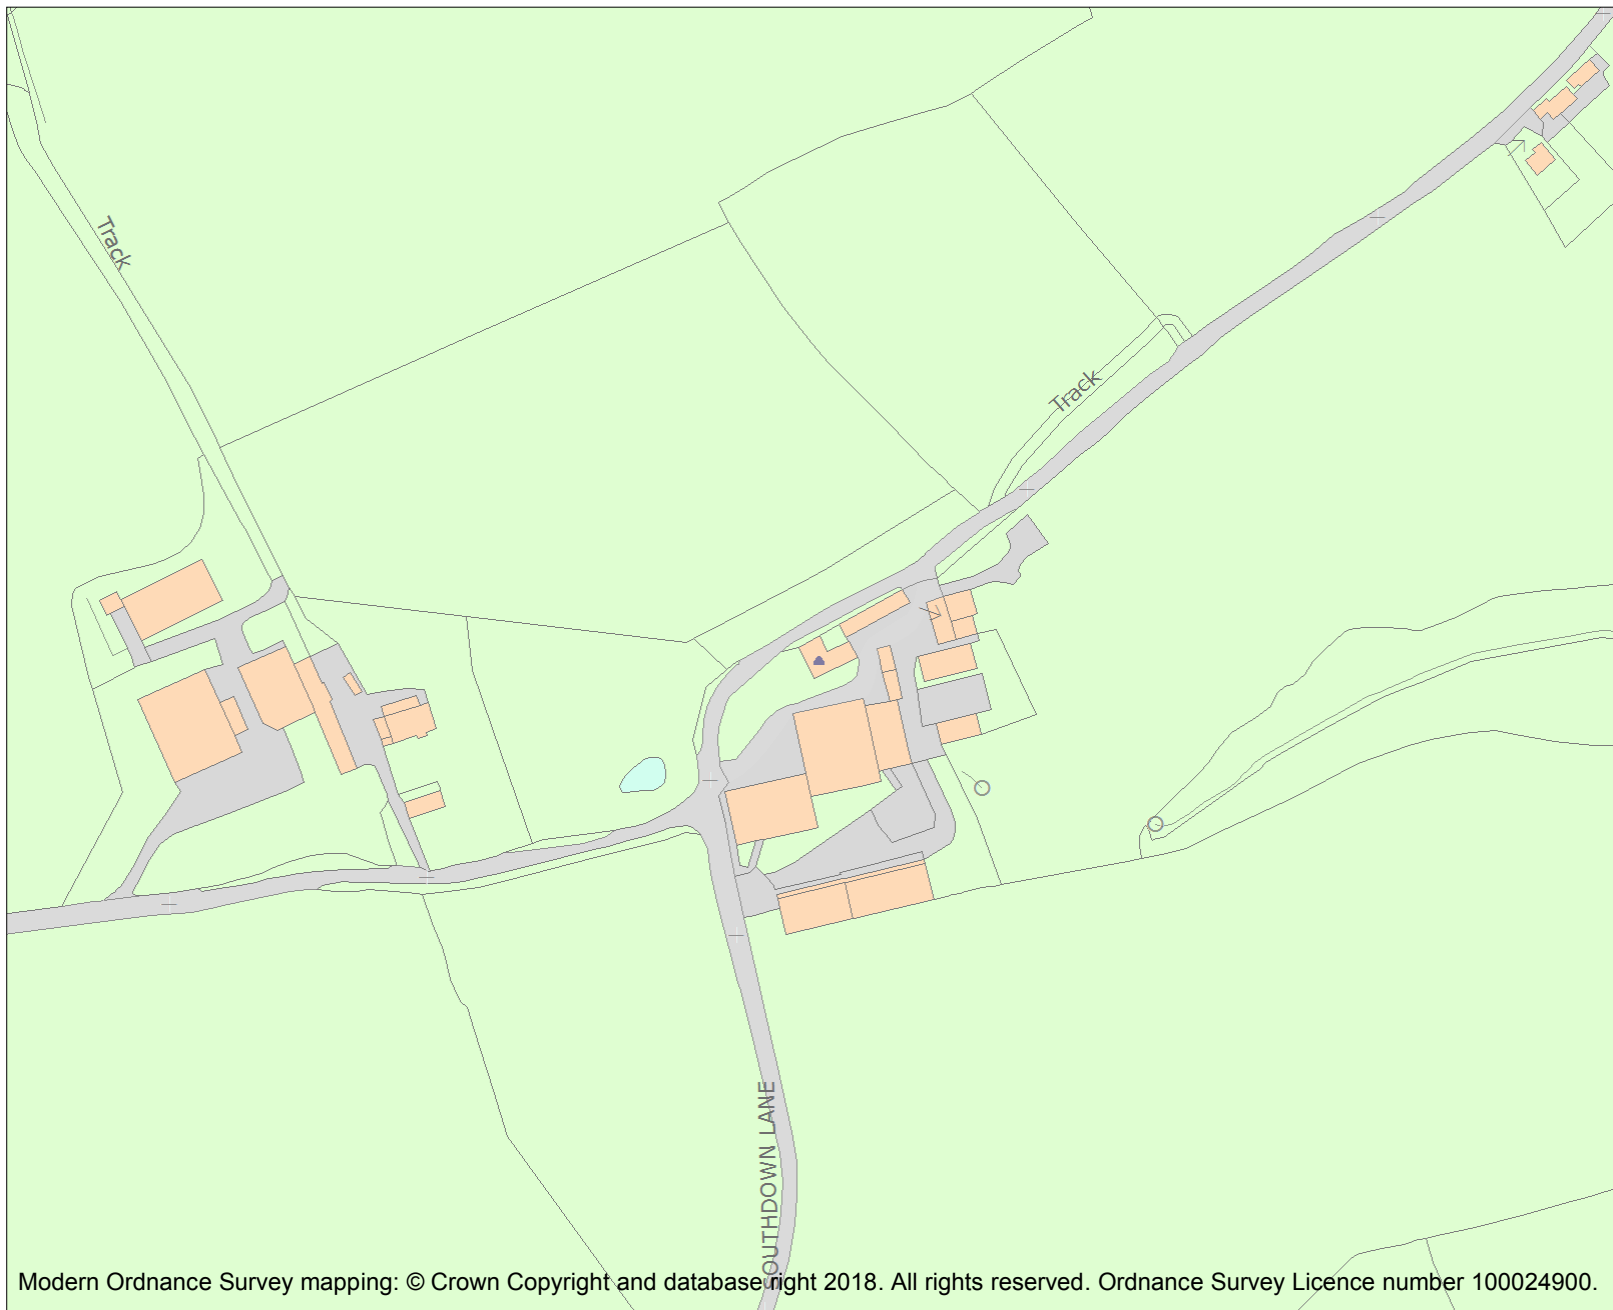 Track
Track
SOUTHDOWN LANE
Modern Ordnance Survey mapping: © Crown Copyright and database right 2018. All rights reserved. Ordnance Survey Licence number 100024900.